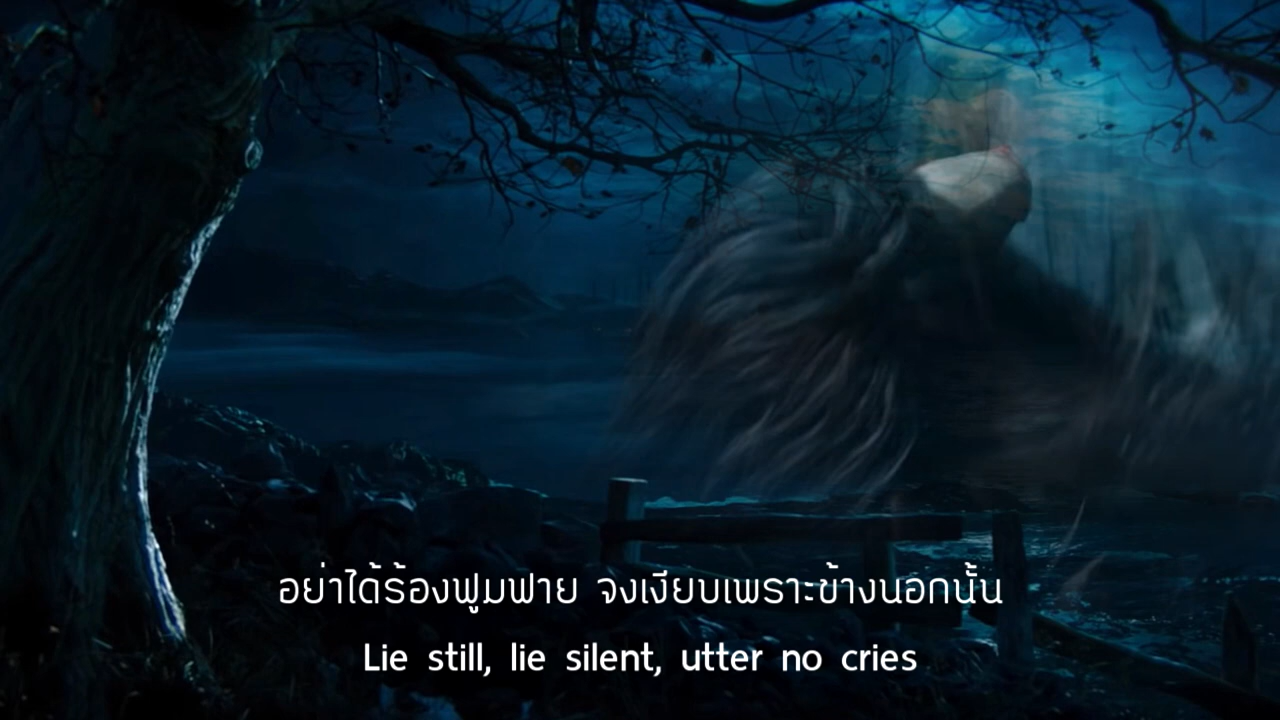 อย่าได้ร้องฟูมฟาย จงเงียบเพราะข้างนอกนั้น
Lie still, lie silent, utter no cries